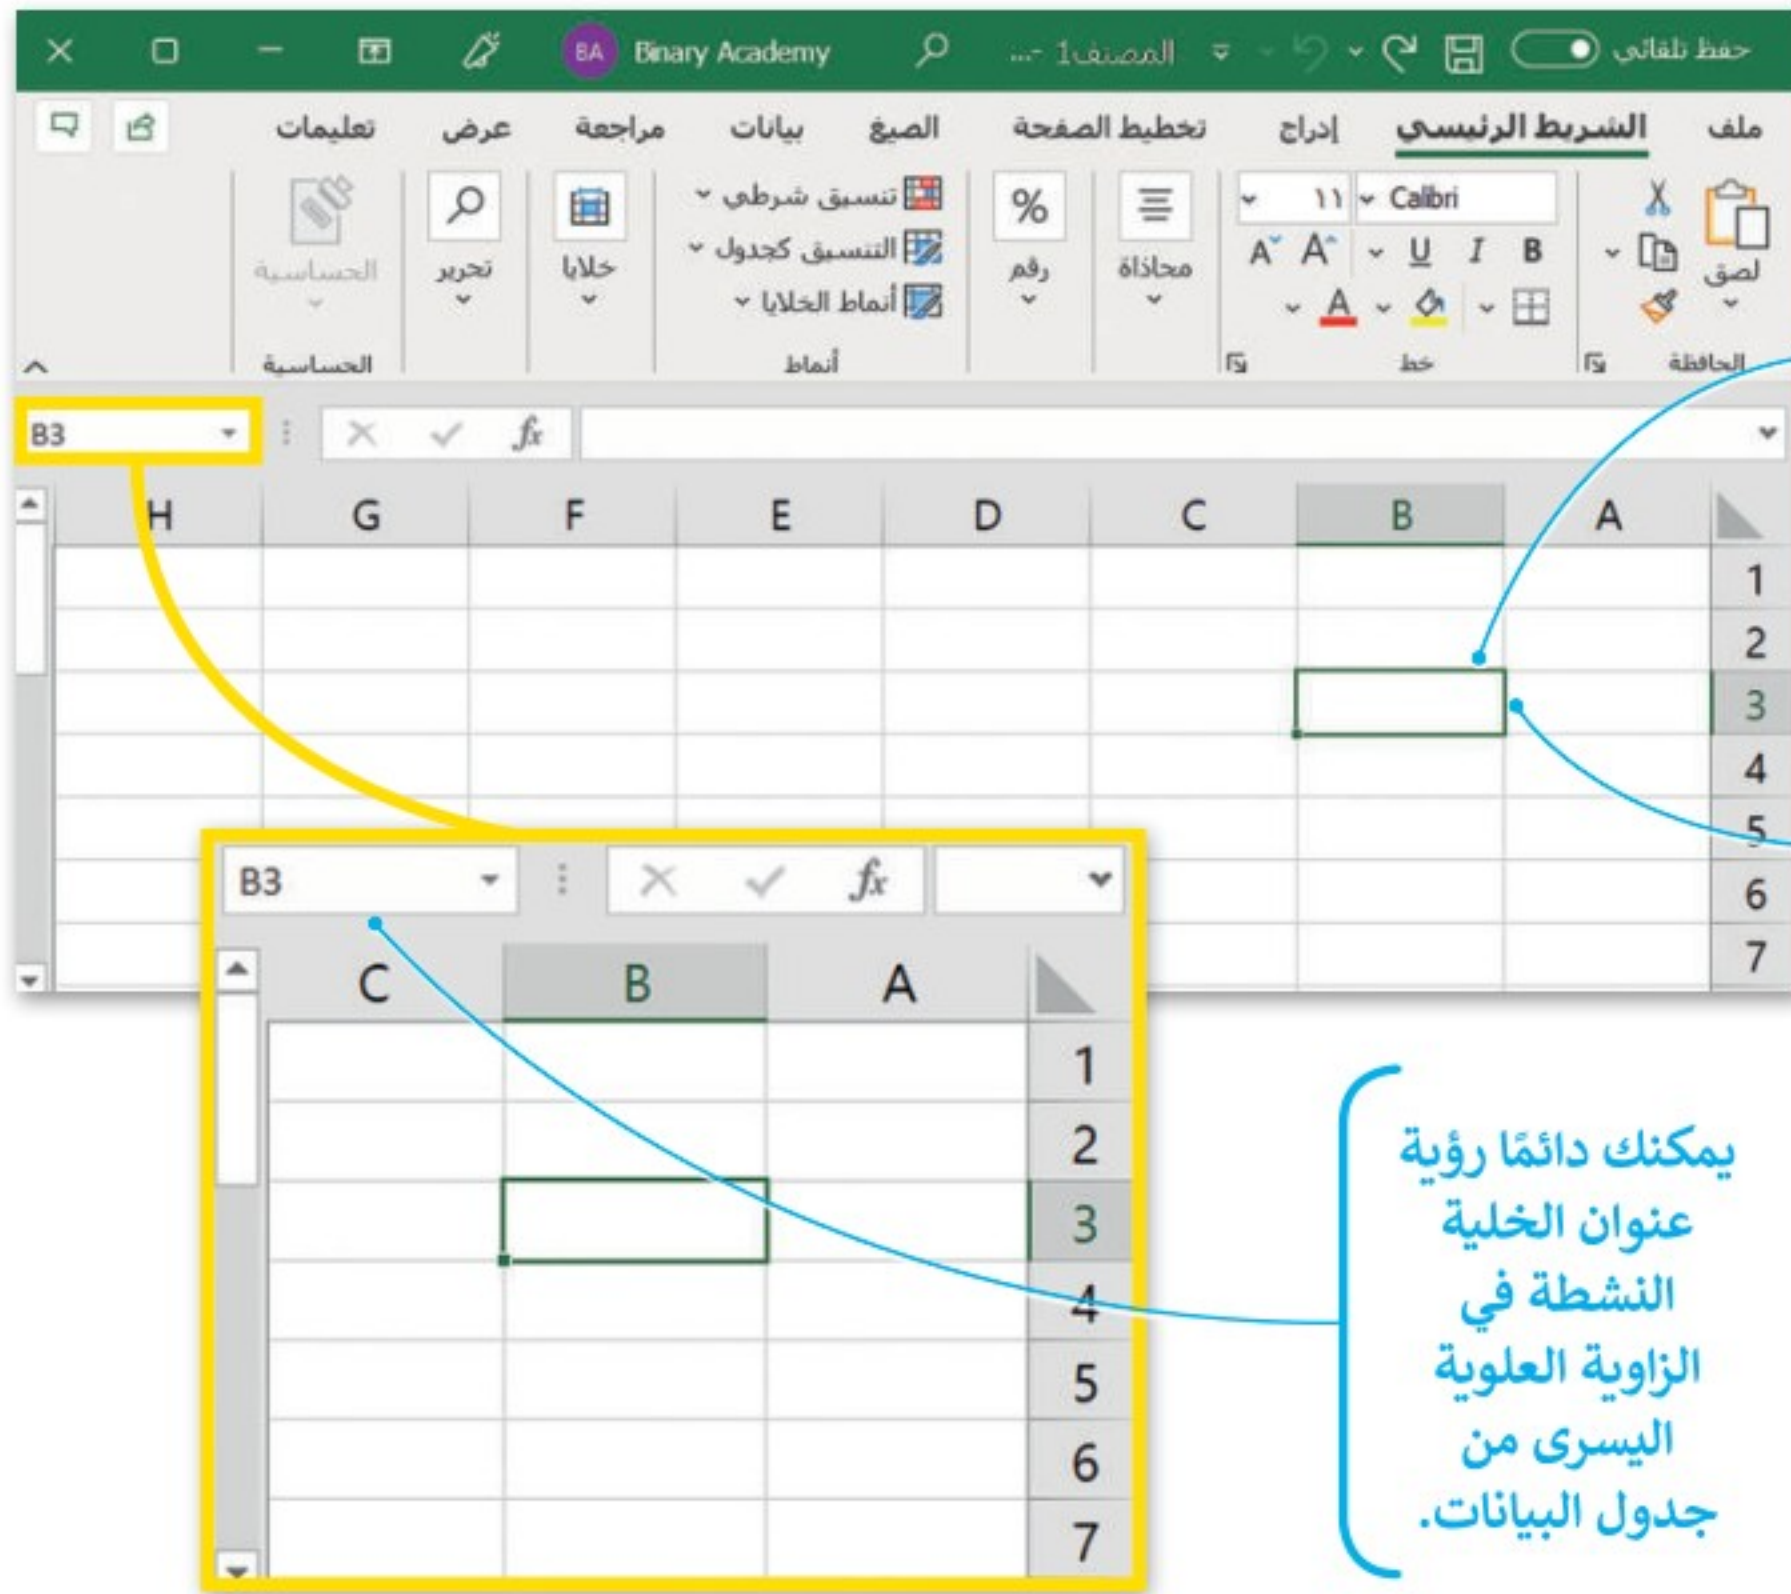 حفظ تلقائي المصنف1 -... Binary Academy BA
ملف الشريط الرئيسي إدراج تخطيط الصفحة الصيغ بيانات مراجعة عرض تعليمات
لصق
الحافظة
Calibri ١١
B I U A^ Aˇ
A
خط
محاذاة
%
رقم
تنسيق شرطي
التنسيق كجدول
أنماط الخلايا
أنماط
خلايا
تحرير
الحساسية
الحساسية
B3 fx
H G F E D C B A
1
2
3
4
5
6
7
B3 fx
C B A
1
2
3
4
5
6
7
يمكنك دائمًا رؤية
عنوان الخلية
النشطة في
الزاوية العلوية
اليسرى من
جدول البيانات.